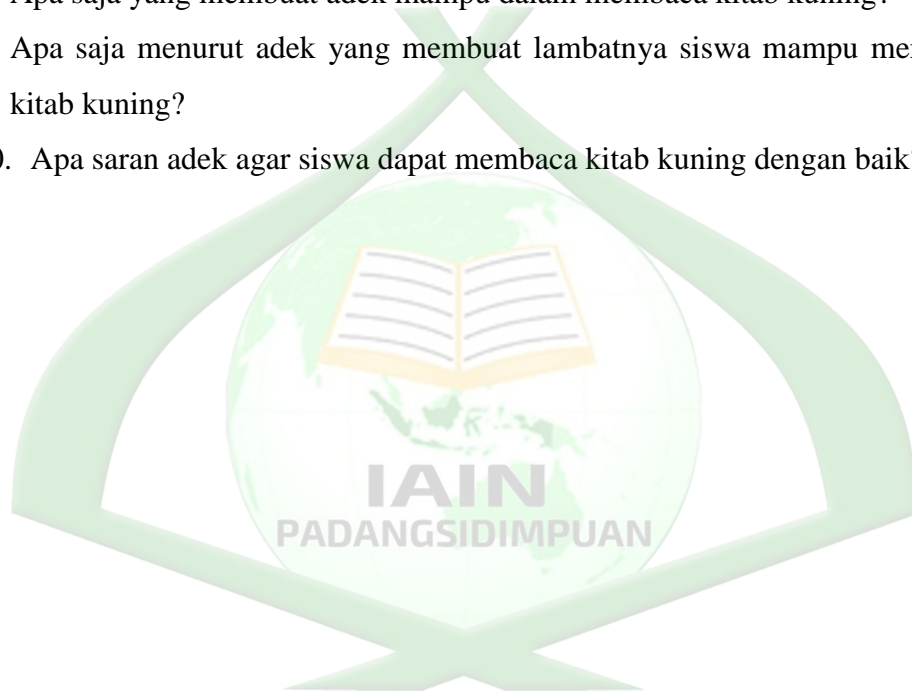 Apa saja yang membuat adek mampu dalam membaca kitab kuning?
Apa saja menurut adek yang membuat lambatnya siswa mampu
kitab kuning?
0. Apa saran adek agar siswa dapat membaca kitab kuning dengan baik?
IAIN
PADANGSIDIMPUAN